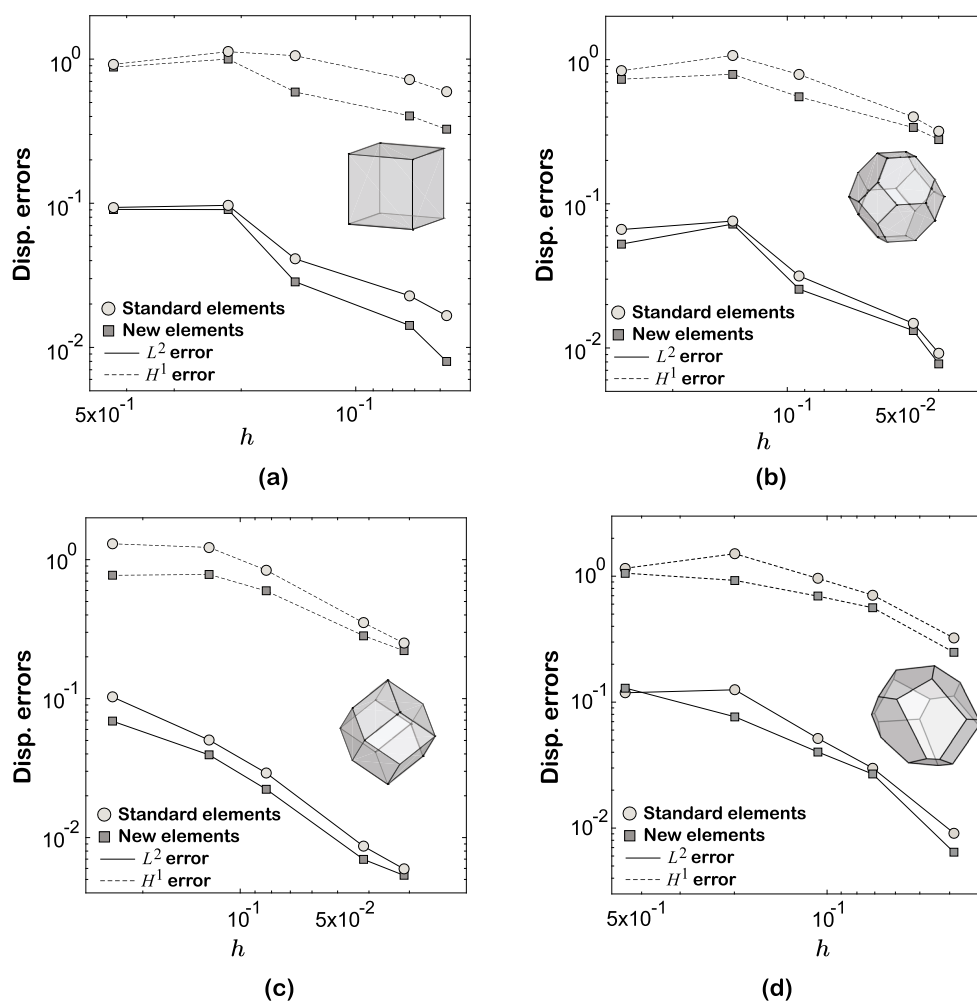 10^0
10^-1
10^-2
Disp. errors
Standard elements
New elements
L^2 error
H^1 error
5x10^-1
10^-1
h
(a)
10^0
10^-1
10^-2
Disp. errors
Standard elements
New elements
L^2 error
H^1 error
10^-1
5x10^-2
h
(b)
10^0
10^-1
10^-2
Disp. errors
Standard elements
New elements
L^2 error
H^1 error
10^-1
5x10^-2
h
(c)
10^0
10^-1
10^-2
Disp. errors
Standard elements
New elements
L^2 error
H^1 error
5x10^-1
10^-1
h
(d)